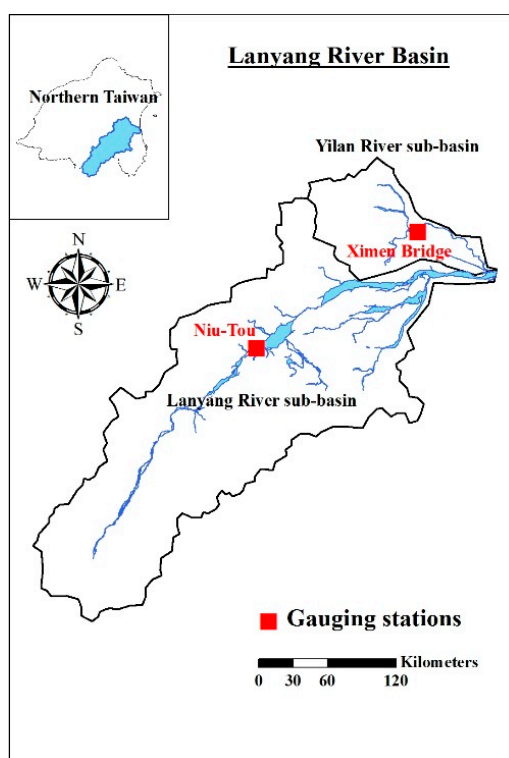 Lanyang River Basin
Northern Taiwan
Yilan River sub-basin
Ximen Bridge
N
W E
S
Niu-Tou
Lanyang River sub-basin
Gauging stations
Kilometers
0 30 60 120